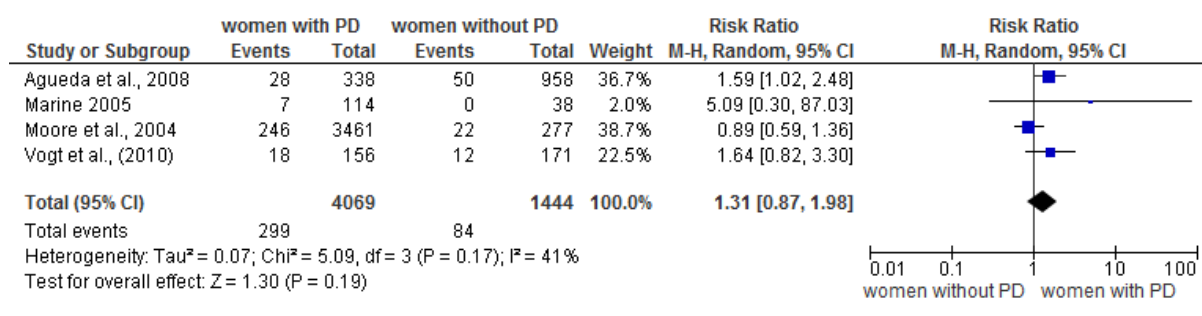 women with PD women without PD Risk Ratio Risk Ratio
Study or Subgroup Events Total Events Total Weight M-H, Random, 95% CI M-H, Random, 95% CI
Agueda et al., 2008 28 338 50 958 36.7% 1.59 [1.02, 2.48]
Marine 2005 7 114 0 38 2.0% 5.09 [0.30, 87.03]
Moore et al., 2004 246 3461 22 277 38.7% 0.89 [0.59, 1.36]
Vogt et al., (2010) 18 156 12 171 22.5% 1.64 [0.82, 3.30]
Total (95% CI) 4069 1444 100.0% 1.31 [0.87, 1.98]
Total events 299 84
Heterogeneity: Tau² = 0.07; Chi² = 5.09, df = 3 (P = 0.17); I² = 41%
Test for overall effect: Z = 1.30 (P = 0.19)
0.01 0.1 1 10 100
women without PD women with PD